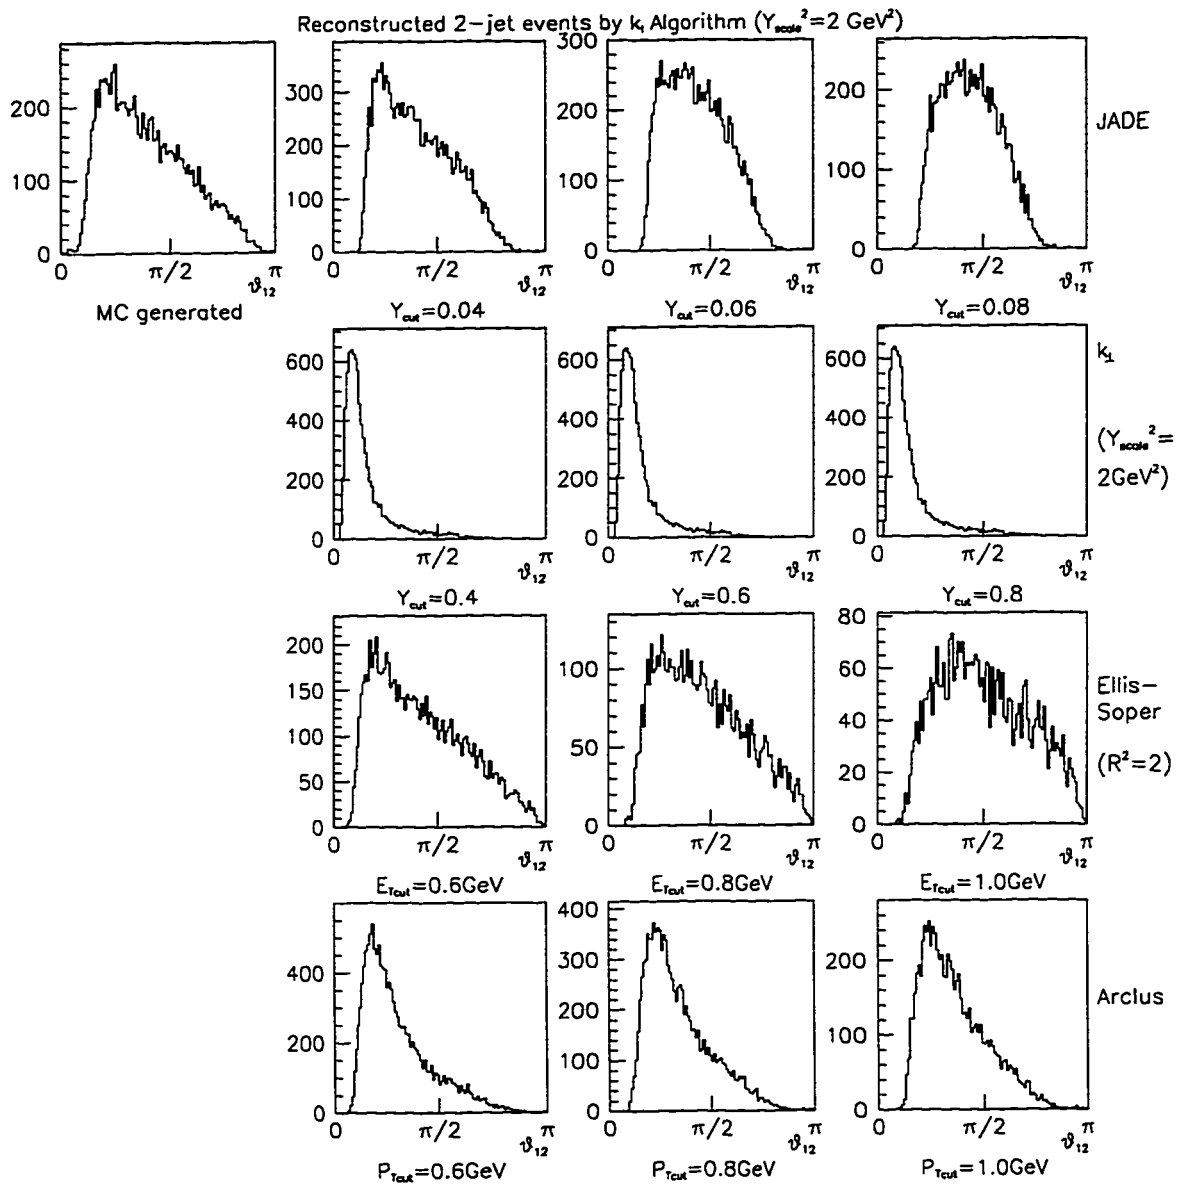 Reconstructed 2-jet events by k⊥ Algorithm (Y_scale²=2 GeV²)
200
100
0
0
π/2
π
ϑ₁₂
MC generated
300
200
100
0
0
π/2
π
ϑ₁₂
Y_cut=0.04
300
200
100
0
0
π/2
π
ϑ₁₂
Y_cut=0.06
200
100
0
0
π/2
π
ϑ₁₂
Y_cut=0.08
JADE
600
400
200
0
0
π/2
π
ϑ₁₂
Y_cut=0.4
600
400
200
0
0
π/2
π
ϑ₁₂
Y_cut=0.6
600
400
200
0
0
π/2
π
ϑ₁₂
Y_cut=0.8
k⊥
(Y_scale²=
2GeV²)
200
150
100
50
0
0
π/2
π
ϑ₁₂
E_Tcut=0.6GeV
100
50
0
0
π/2
π
ϑ₁₂
E_Tcut=0.8GeV
80
60
40
20
0
0
π/2
π
ϑ₁₂
E_Tcut=1.0GeV
Ellis-
Soper
(R²=2)
400
200
0
0
π/2
π
ϑ₁₂
P_Tcut=0.6GeV
400
300
200
100
0
0
π/2
π
ϑ₁₂
P_Tcut=0.8GeV
200
100
0
0
π/2
π
ϑ₁₂
P_Tcut=1.0GeV
Arclus